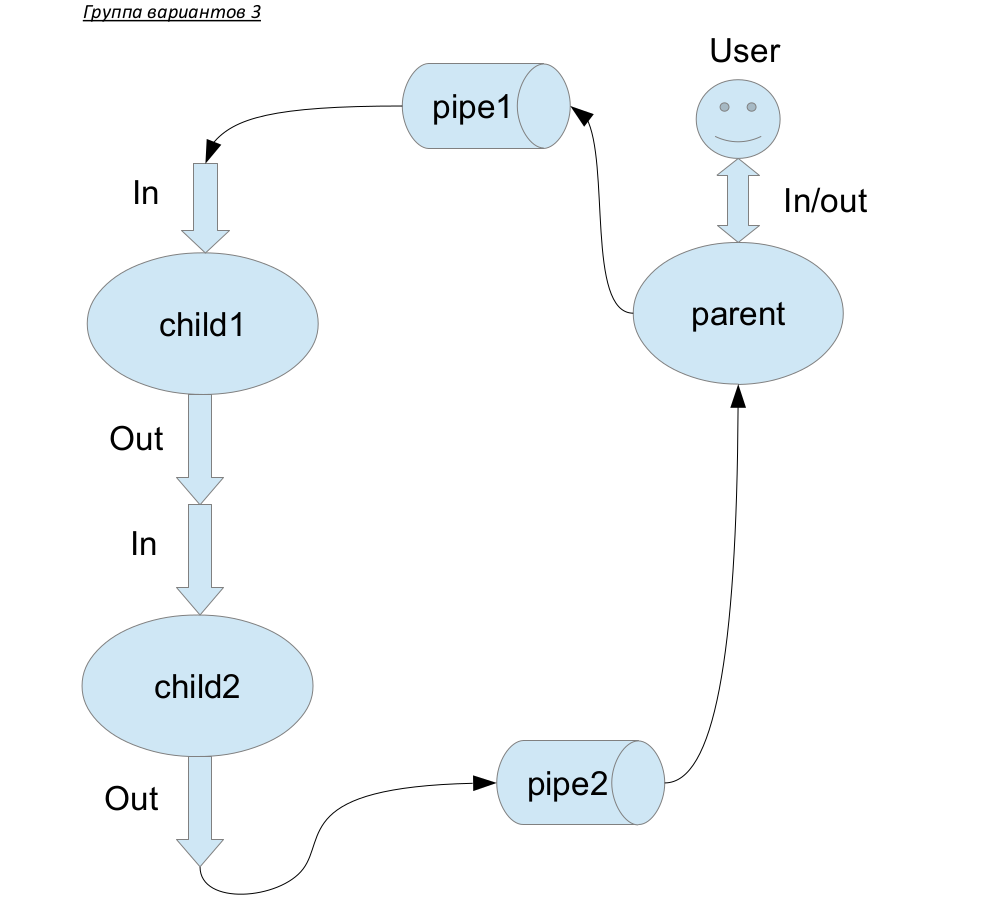 Группа вариантов 3
User
pipe1
In
In/out
child1
parent
Out
In
child2
pipe2
Out